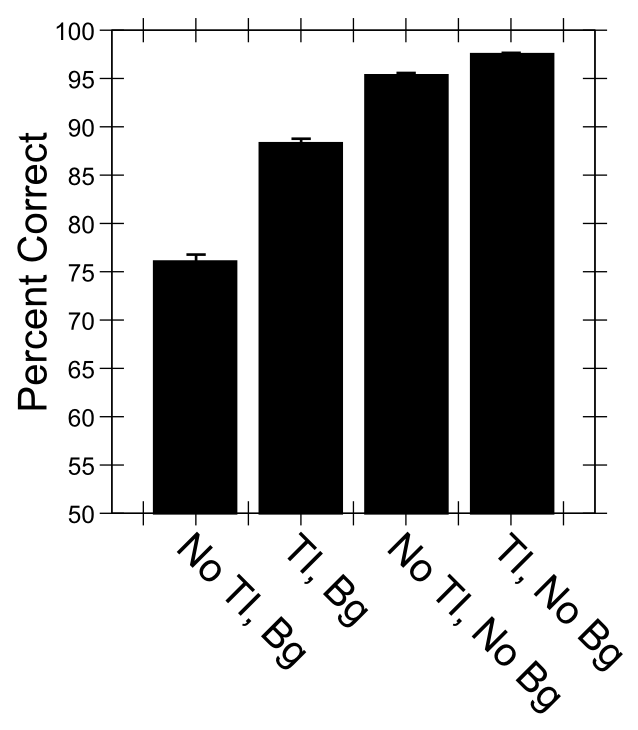 Percent Correct
100
95
90
85
80
75
70
65
60
55
50
No TI, Bg
TI, Bg
No TI, No Bg
TI, No Bg